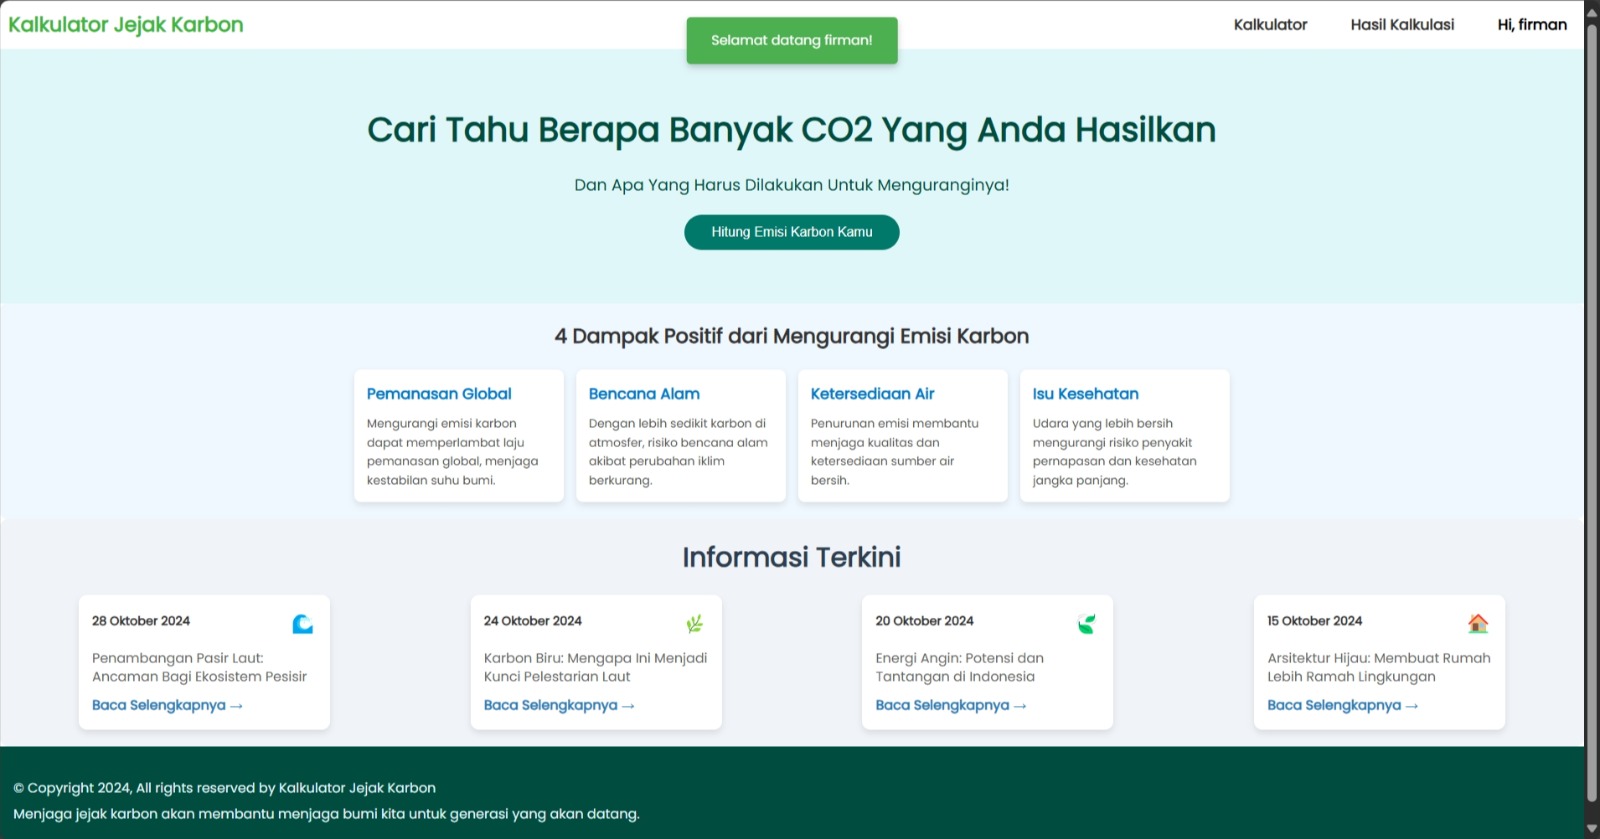 Kalkulator Jejak Karbon
Selamat datang firman!
Kalkulator
Hasil Kalkulasi
Hi, firman
Cari Tahu Berapa Banyak CO2 Yang Anda Hasilkan
Dan Apa Yang Harus Dilakukan Untuk Menguranginya!
Hitung Emisi Karbon Kamu
4 Dampak Positif dari Mengurangi Emisi Karbon
Pemanasan Global
Mengurangi emisi karbon
dapat memperlambat laju
pemanasan global, menjaga
kestabilan suhu bumi.
Bencana Alam
Dengan lebih sedikit karbon di
atmosfer, risiko bencana alam
akibat perubahan iklim
berkurang.
Ketersediaan Air
Penurunan emisi membantu
menjaga kualitas dan
ketersediaan sumber air
bersih.
Isu Kesehatan
Udara yang lebih bersih
mengurangi risiko penyakit
pernapasan dan kesehatan
jangka panjang.
Informasi Terkini
28 Oktober 2024
Penambangan Pasir Laut:
Ancaman Bagi Ekosistem Pesisir
Baca Selengkapnya →
24 Oktober 2024
Karbon Biru: Mengapa Ini Menjadi
Kunci Pelestarian Laut
Baca Selengkapnya →
20 Oktober 2024
Energi Angin: Potensi dan
Tantangan di Indonesia
Baca Selengkapnya →
15 Oktober 2024
Arsitektur Hijau: Membuat Rumah
Lebih Ramah Lingkungan
Baca Selengkapnya →
© Copyright 2024, All rights reserved by Kalkulator Jejak Karbon
Menjaga jejak karbon akan membantu menjaga bumi kita untuk generasi yang akan datang.